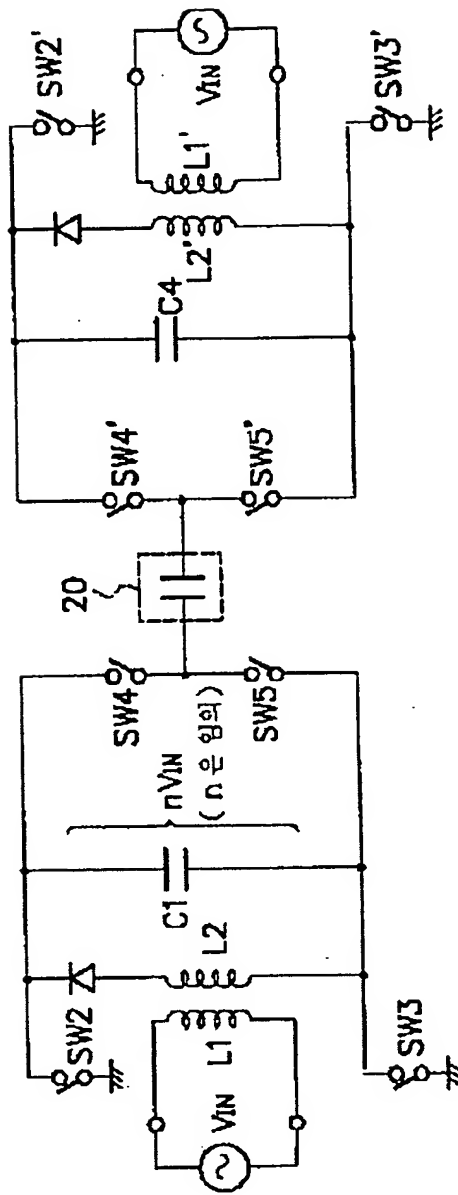 SW2
SW3
VIN
L1
L2
C1
nVIN
(n은 임의)
SW4
SW5
20
SW4'
SW5'
C4
L2'
L1'
VIN
SW2'
SW3'